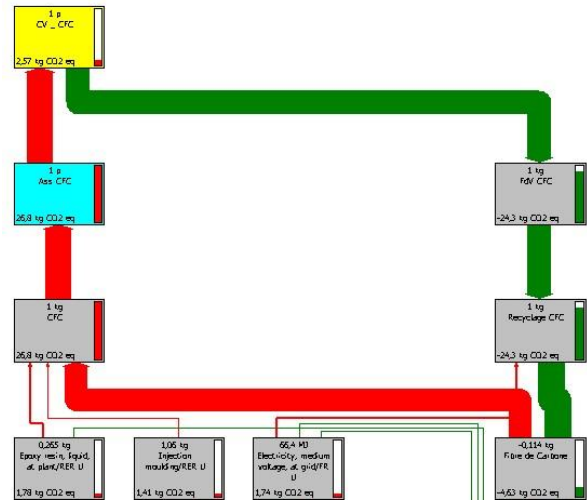 1 p
CV _ CFC
2,57 kg CO2 eq
1 p
Ass CFC
26,8 kg CO2 eq
1 kg
FdV CFC
-24,3 kg CO2 eq
1 kg
CFC
26,8 kg CO2 eq
1 kg
Recyclage CFC
-24,3 kg CO2 eq
0,265 kg
Epoxy resin, liquid,
at plant/RER U
1,78 kg CO2 eq
1,06 kg
Injection
moulding/RER U
1,41 kg CO2 eq
66,4 MJ
Electricity, medium
voltage, at grid/FR
U
1,74 kg CO2 eq
-0,114 kg
Fibre de Carbone
-4,63 kg CO2 eq